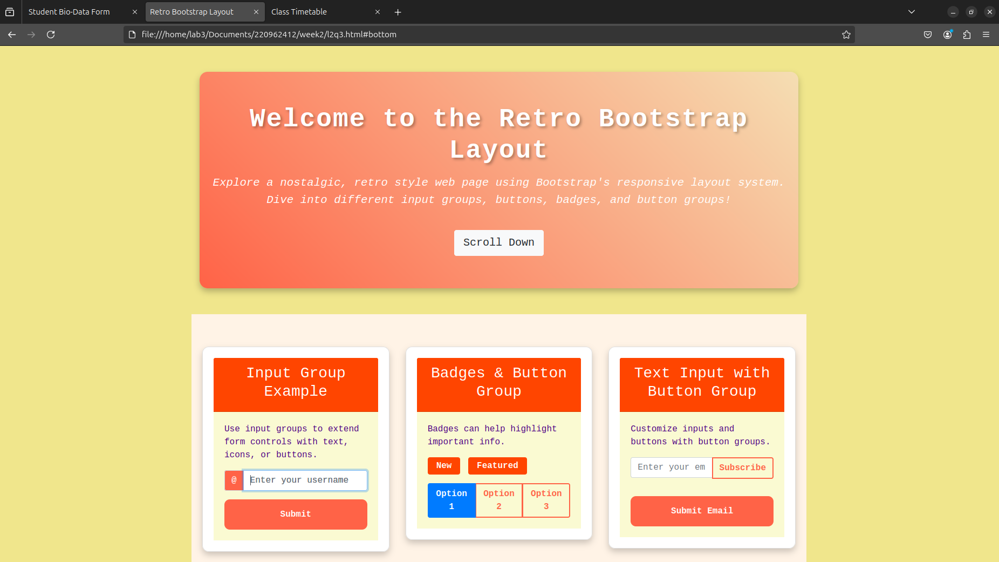 Student Bio-Data Form
Retro Bootstrap Layout
Class Timetable
file:///home/lab3/Documents/220962412/week2/l2q3.html#bottom
Welcome to the Retro Bootstrap
Layout
Explore a nostalgic, retro style web page using Bootstrap's responsive layout system.
Dive into different input groups, buttons, badges, and button groups!
Scroll Down
Input Group
Example
Use input groups to extend
form controls with text,
icons, or buttons.
@ Enter your username
Submit
Badges & Button
Group
Badges can help highlight
important info.
New Featured
Option 1
Option 2
Option 3
Text Input with
Button Group
Customize inputs and
buttons with button groups.
Enter your em
Subscribe
Submit Email